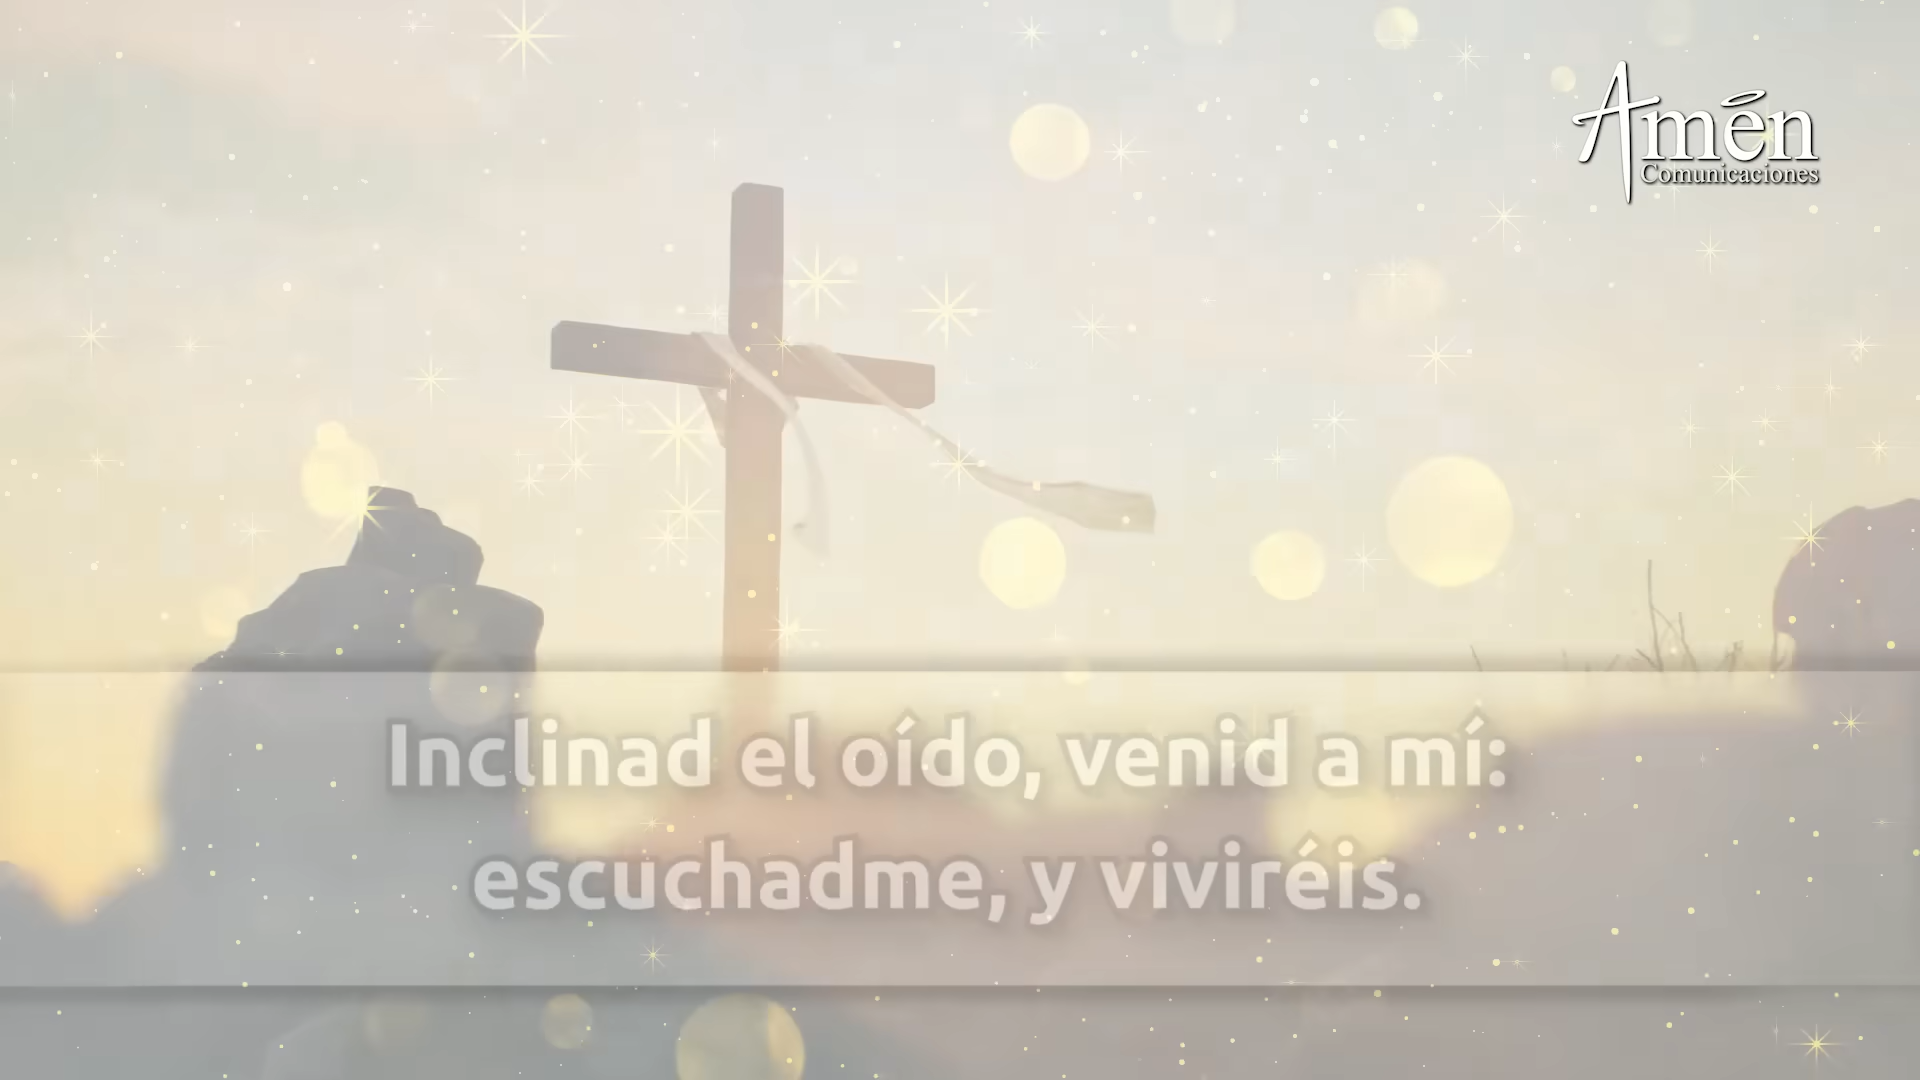 Amén
Comunicaciones
Inclinad el oído, venid a mí:
escuchadme, y viviréis.